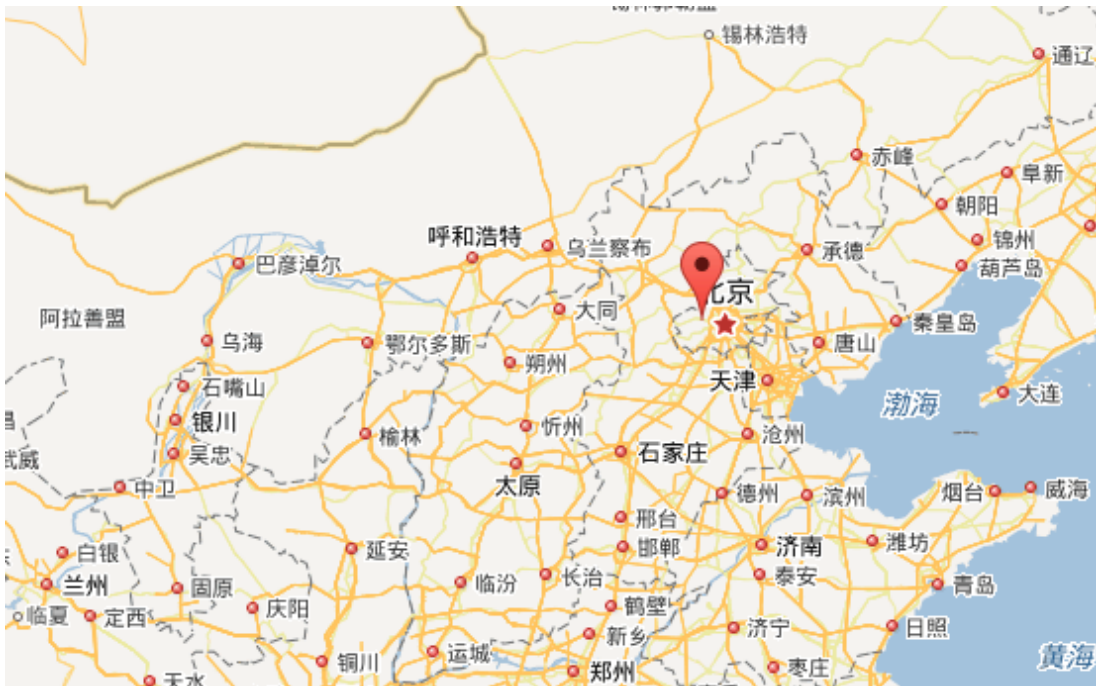 锡林浩特
通辽
赤峰
阜新
朝阳
呼和浩特
乌兰察布
承德
锦州
巴彦淖尔
葫芦岛
北京
阿拉善盟
大同
秦皇岛
乌海
鄂尔多斯
唐山
朔州
石嘴山
天津
大连
渤海
银川
忻州
沧州
榆林
吴忠
石家庄
武威
太原
中卫
德州
滨州
烟台
威海
邢台
白银
延安
邯郸
济南
潍坊
兰州
固原
临汾
长治
泰安
青岛
临夏
定西
庆阳
鹤壁
新乡
济宁
日照
铜川
运城
郑州
枣庄
黄海
天水